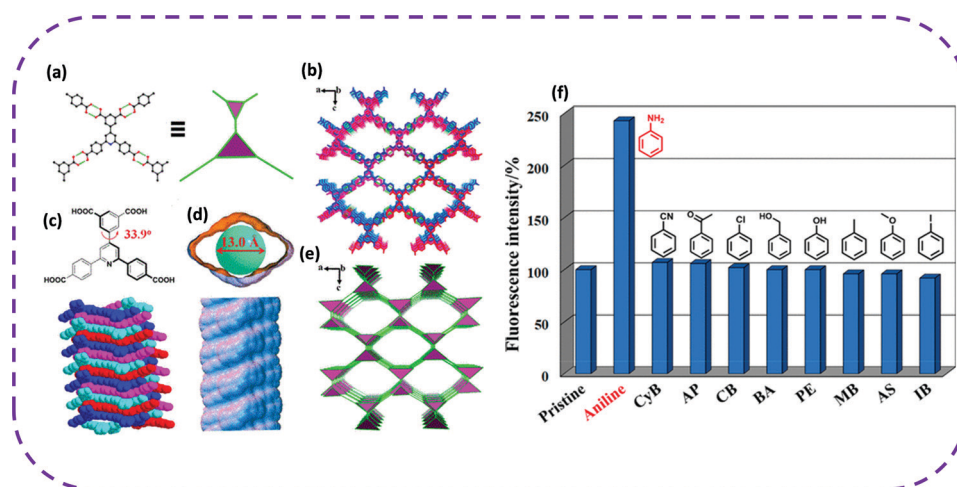 (a)
(b)
a b
c
(c)
HOOC COOH
33.9°
N
HOOC COOH
(d)
13.0 Å
(e)
a b
c
(f)
Fluorescence intensity/%
250
200
150
100
50
0
NH2
CN
O
Cl
HO
OH
O
I
Pristine
Aniline
CyB
AP
CB
BA
PE
MB
AS
IB